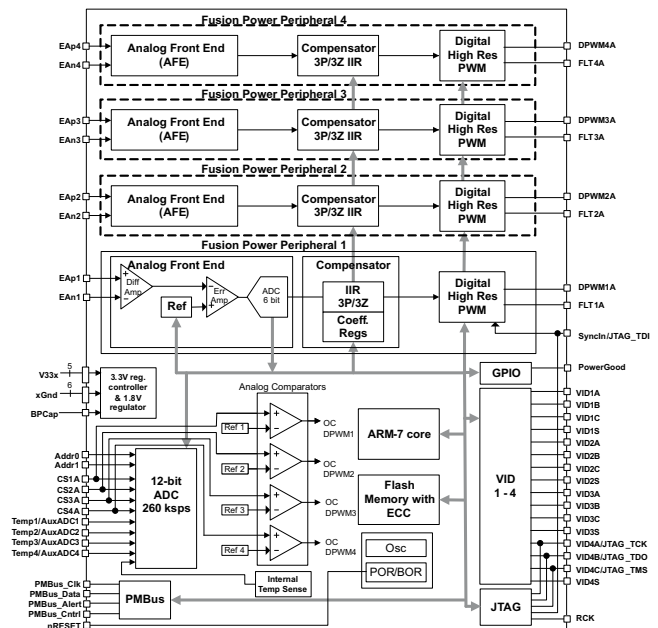 Fusion Power Peripheral 4
EAp4
EAn4
Analog Front End
(AFE)
Compensator
3P/3Z IIR
Digital
High Res
PWM
DPWM4A
FLT4A
Fusion Power Peripheral 3
EAp3
EAn3
Analog Front End
(AFE)
Compensator
3P/3Z IIR
Digital
High Res
PWM
DPWM3A
FLT3A
Fusion Power Peripheral 2
EAp2
EAn2
Analog Front End
(AFE)
Compensator
3P/3Z IIR
Digital
High Res
PWM
DPWM2A
FLT2A
Fusion Power Peripheral 1
Analog Front End
Compensator
EAp1
EAn1
Diff
Amp
Ref
Err
Amp
ADC
6 bit
IIR
3P/3Z
Coeff.
Regs
Digital
High Res
PWM
DPWM1A
FLT1A
SyncIn/JTAG_TDI
V33x
5
xGnd
6
BPCap
3.3V reg.
controller
& 1.8V
regulator
GPIO
PowerGood
Analog Comparators
Ref 1
OC
DPWM1
Ref 2
OC
DPWM2
Ref 3
OC
DPWM3
Ref 4
OC
DPWM4
ARM-7 core
Flash
Memory with
ECC
Osc
POR/BOR
VID
1 - 4
VID1A
VID1B
VID1C
VID1S
VID2A
VID2B
VID2C
VID2S
VID3A
VID3B
VID3C
VID3S
VID4A/JTAG_TCK
VID4B/JTAG_TDO
VID4C/JTAG_TMS
VID4S
Addr0
Addr1
CS1A
CS2A
CS3A
CS4A
Temp1/AuxADC1
Temp2/AuxADC2
Temp3/AuxADC3
Temp4/AuxADC4
12-bit
ADC
260 ksps
Internal
Temp Sense
PMBus_Clk
PMBus_Data
PMBus_Alert
PMBus_Cntrl
PMBus
nRESET
JTAG
RCK